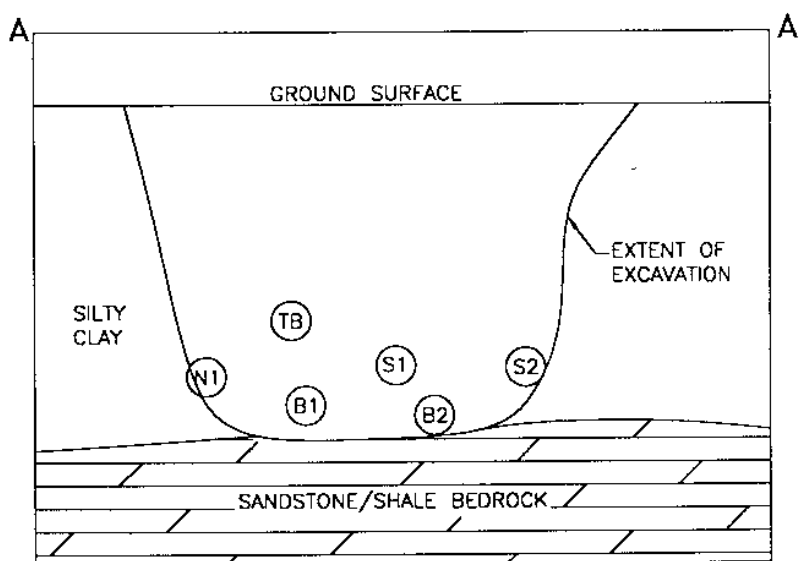 A A
GROUND SURFACE
EXTENT OF
EXCAVATION
SILTY
CLAY
TB
N1
S1
S2
B1
B2
SANDSTONE/SHALE BEDROCK